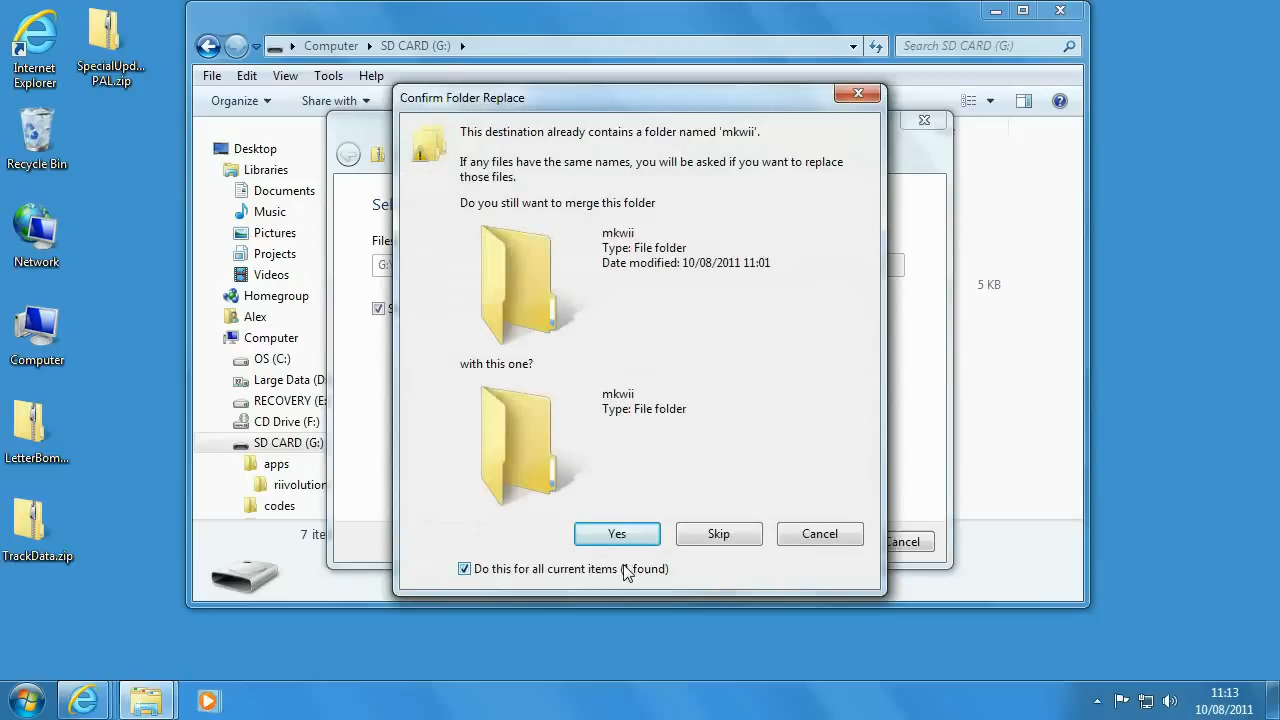 Internet
Explorer
SpecialUpd...
PAL.zip
Recycle Bin
Network
Computer
LetterBom...
TrackData.zip
Computer
SD CARD (G:)
Search SD CARD (G:)
File
Edit
View
Tools
Help
Organize
Share with
Desktop
Libraries
Documents
Music
Pictures
Projects
Videos
Homegroup
Alex
Computer
OS (C:)
Large Data (D
RECOVERY (E:
CD Drive (F:)
SD CARD (G:)
apps
riivolution
codes
7 ite
Sel
Files
G:\
S
5 KB
Cancel
Confirm Folder Replace
This destination already contains a folder named 'mkwii'.
If any files have the same names, you will be asked if you want to replace
those files.
Do you still want to merge this folder
mkwii
Type: File folder
Date modified: 10/08/2011 11:01
with this one?
mkwii
Type: File folder
Yes
Skip
Cancel
Do this for all current items ( found)
11:13
10/08/2011